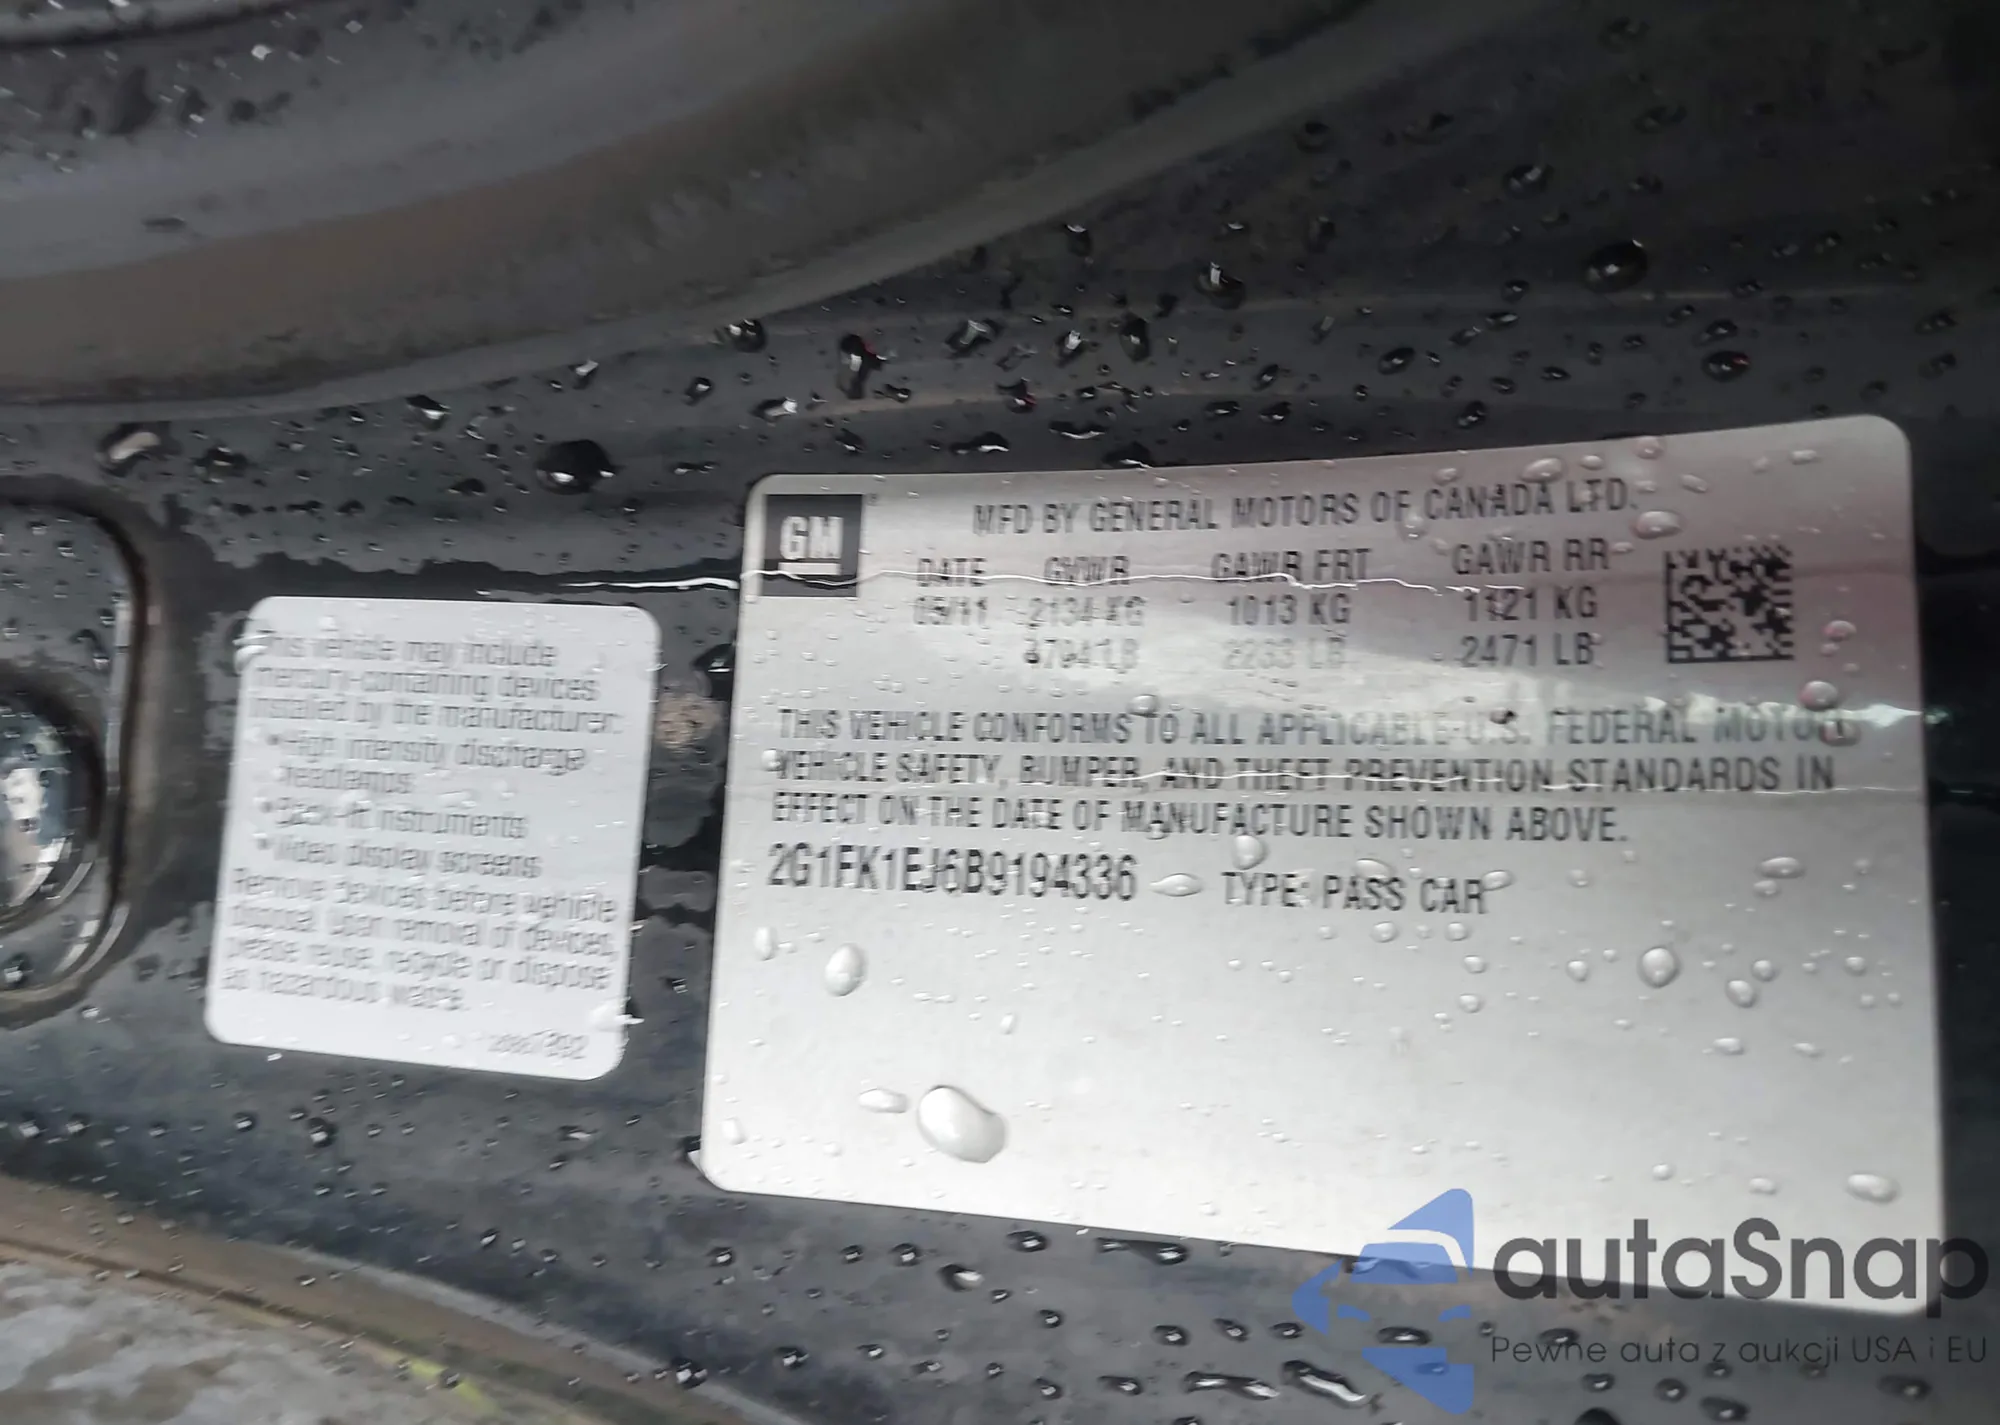 This vehicle may include
mercury-containing devices
installed by the manufacturer:
•High intensity discharge
headlamps
•Back-lit instruments
•Video display screens
Remove devices before vehicle
disposal. Upon removal of devices,
please reuse, recycle or dispose
as hazardous waste.
GM
MFD BY GENERAL MOTORS OF CANADA LTD.
DATE GVWR GAWR FRT GAWR RR
05/11 2134 KG 1013 KG 1121 KG
4704 LB 2233 LB 2471 LB
THIS VEHICLE CONFORMS TO ALL APPLICABLE U.S. FEDERAL MOTOR
VEHICLE SAFETY, BUMPER, AND THEFT PREVENTION STANDARDS IN
EFFECT ON THE DATE OF MANUFACTURE SHOWN ABOVE.
2G1FK1EJ6B9194336 TYPE: PASS CAR
autaSnap
Pewne auta z aukcji USA i EU